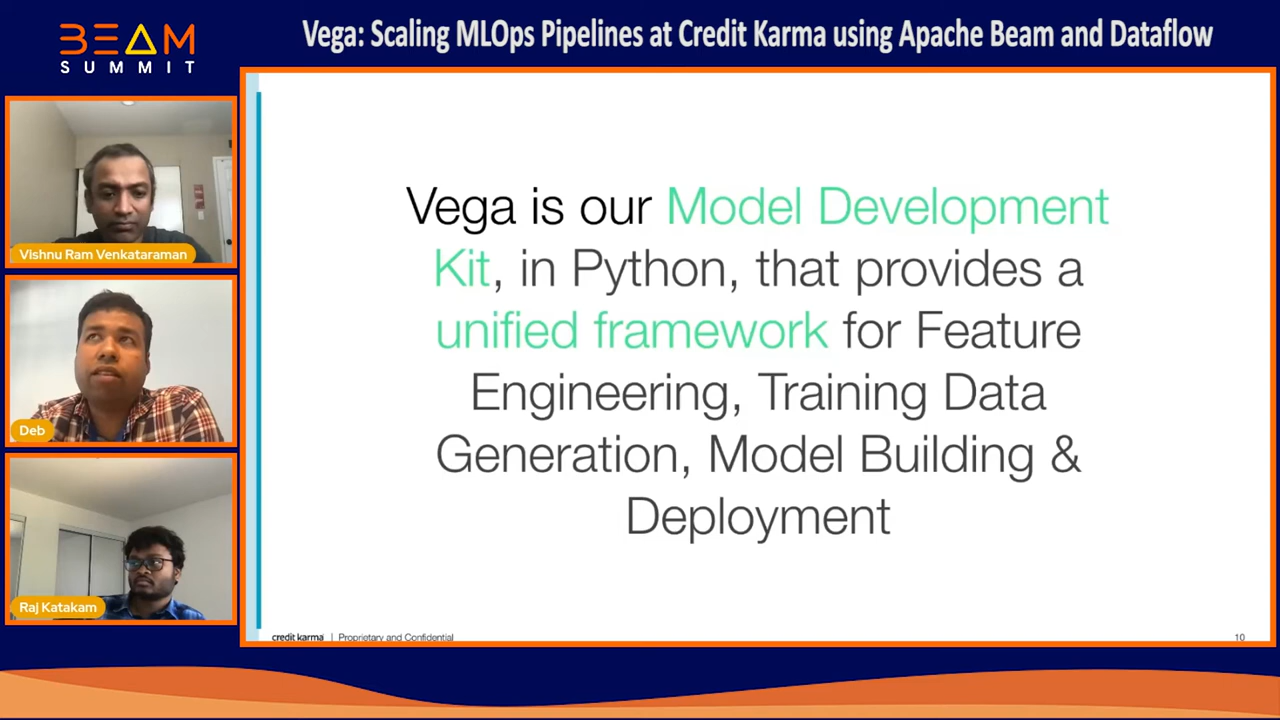 BEAM
SUMMIT
Vega: Scaling MLOps Pipelines at Credit Karma using Apache Beam and Dataflow
Vishnu Ram Venkataraman
Deb
Raj Katakam
Vega is our Model Development
Kit, in Python, that provides a
unified framework for Feature
Engineering, Training Data
Generation, Model Building &
Deployment
credit karma | Proprietary and Confidential
10